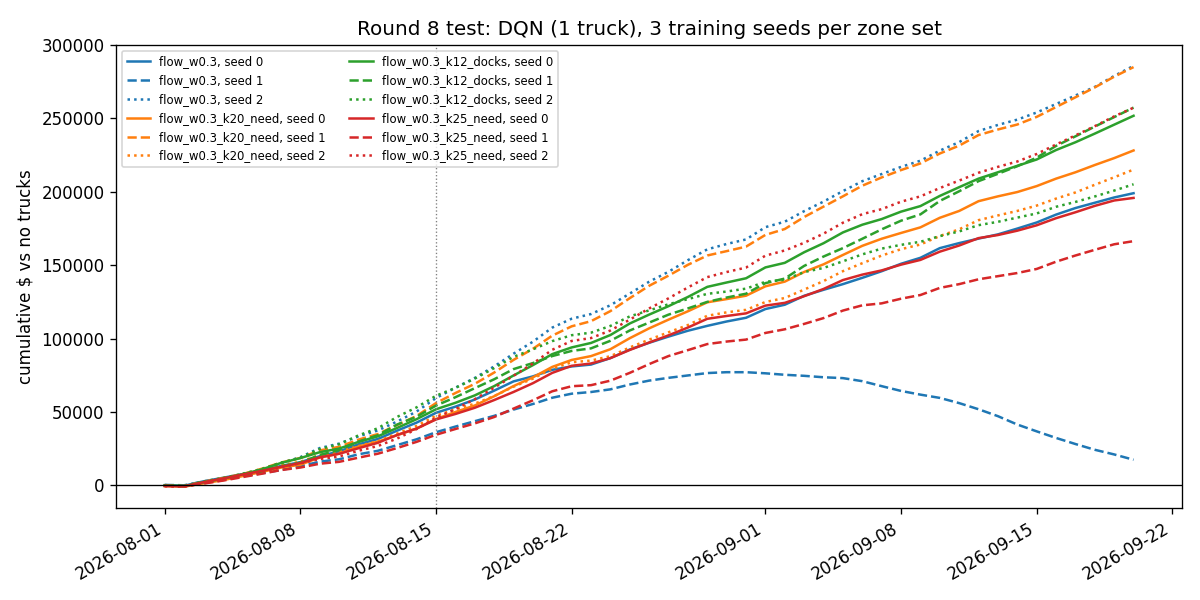 Round 8 test: DQN (1 truck), 3 training seeds per zone set
cumulative $ vs no trucks
300000
250000
200000
150000
100000
50000
0
flow_w0.3, seed 0
flow_w0.3, seed 1
flow_w0.3, seed 2
flow_w0.3_k20_need, seed 0
flow_w0.3_k20_need, seed 1
flow_w0.3_k20_need, seed 2
flow_w0.3_k12_docks, seed 0
flow_w0.3_k12_docks, seed 1
flow_w0.3_k12_docks, seed 2
flow_w0.3_k25_need, seed 0
flow_w0.3_k25_need, seed 1
flow_w0.3_k25_need, seed 2
2026-08-01
2026-08-08
2026-08-15
2026-08-22
2026-09-01
2026-09-08
2026-09-15
2026-09-22